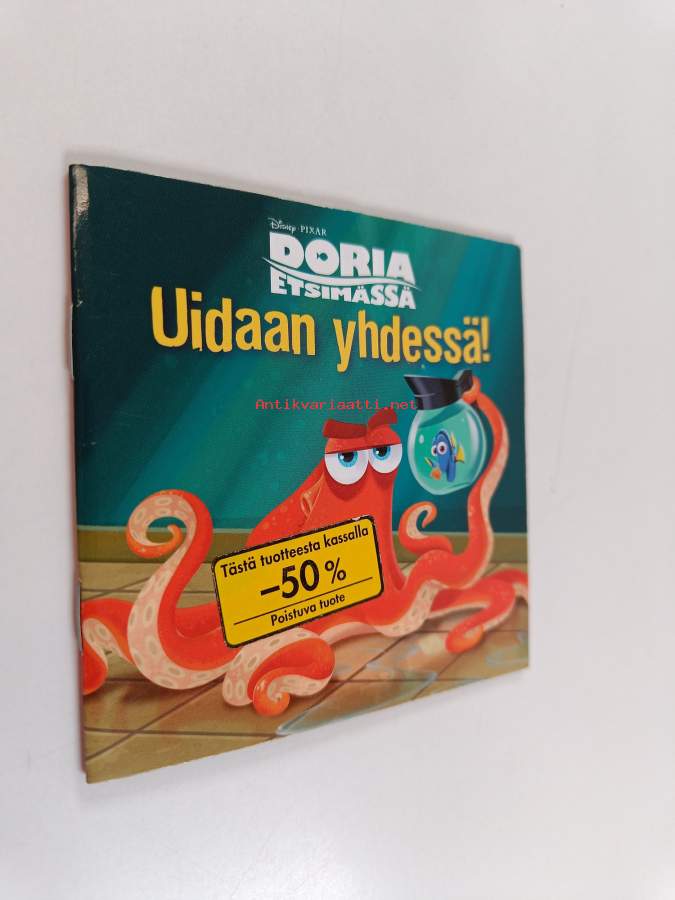 Disney · PIXAR
DORIA
ETSIMÄSSÄ
Uidaan yhdessä!
Antikvariaatti.net
Tästä tuotteesta kassalla
–50 %
Poistuva tuote